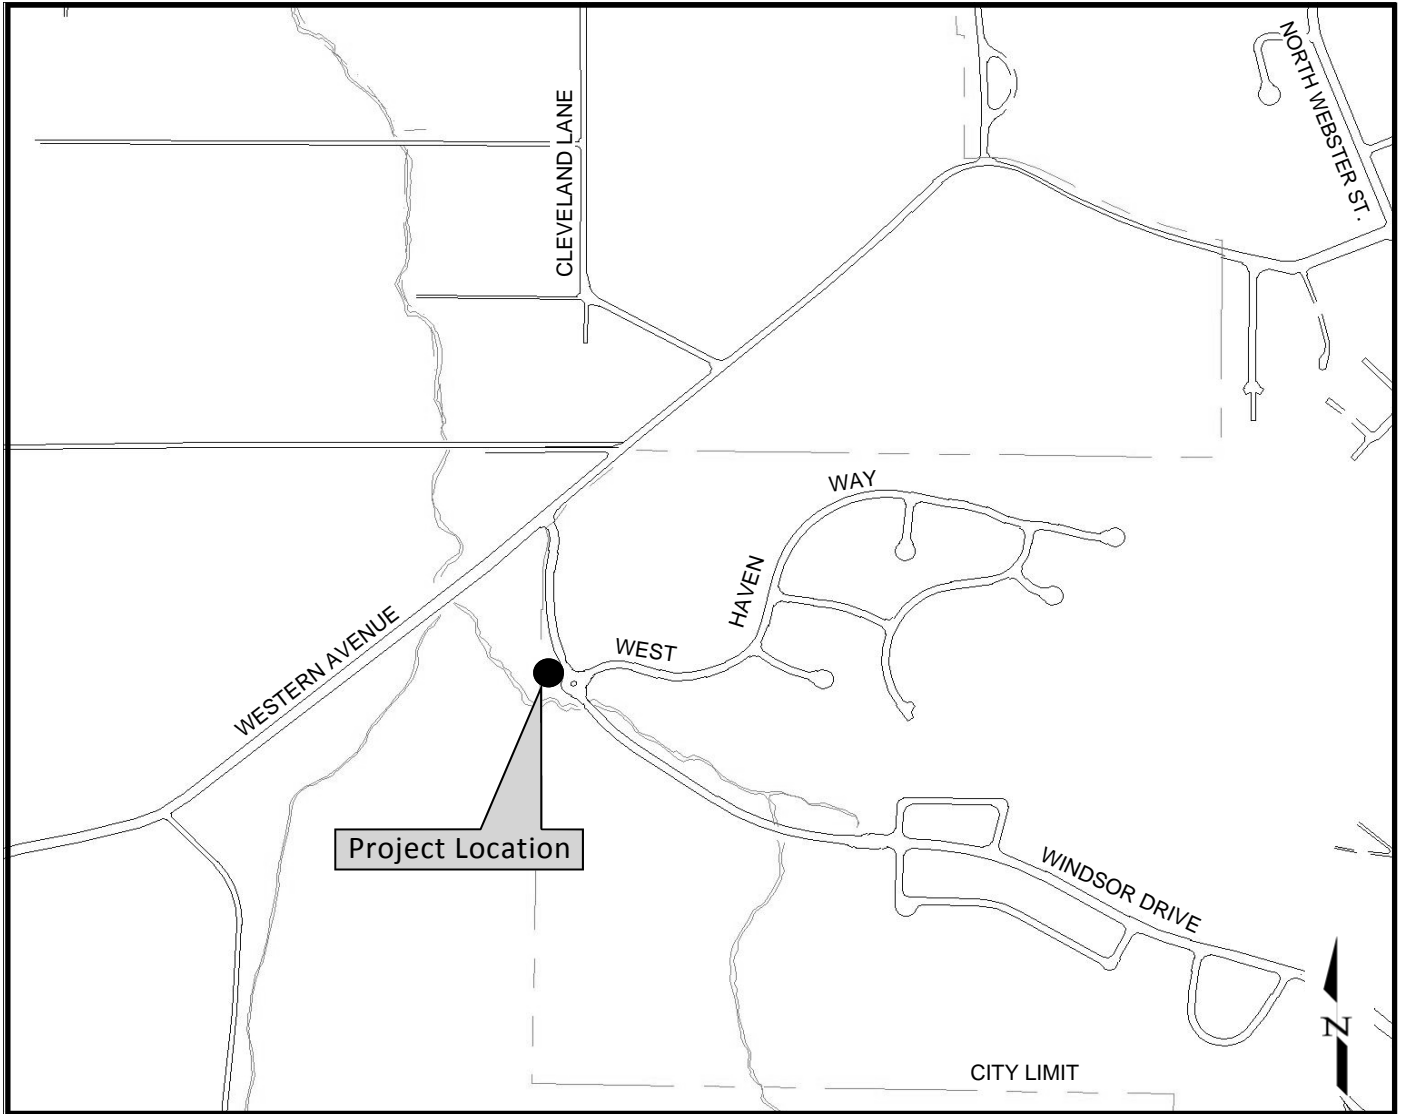 NORTH WEBSTER ST.
CLEVELAND LANE
WAY
HAVEN
WEST
WESTERN AVENUE
Project Location
WINDSOR DRIVE
N
CITY LIMIT